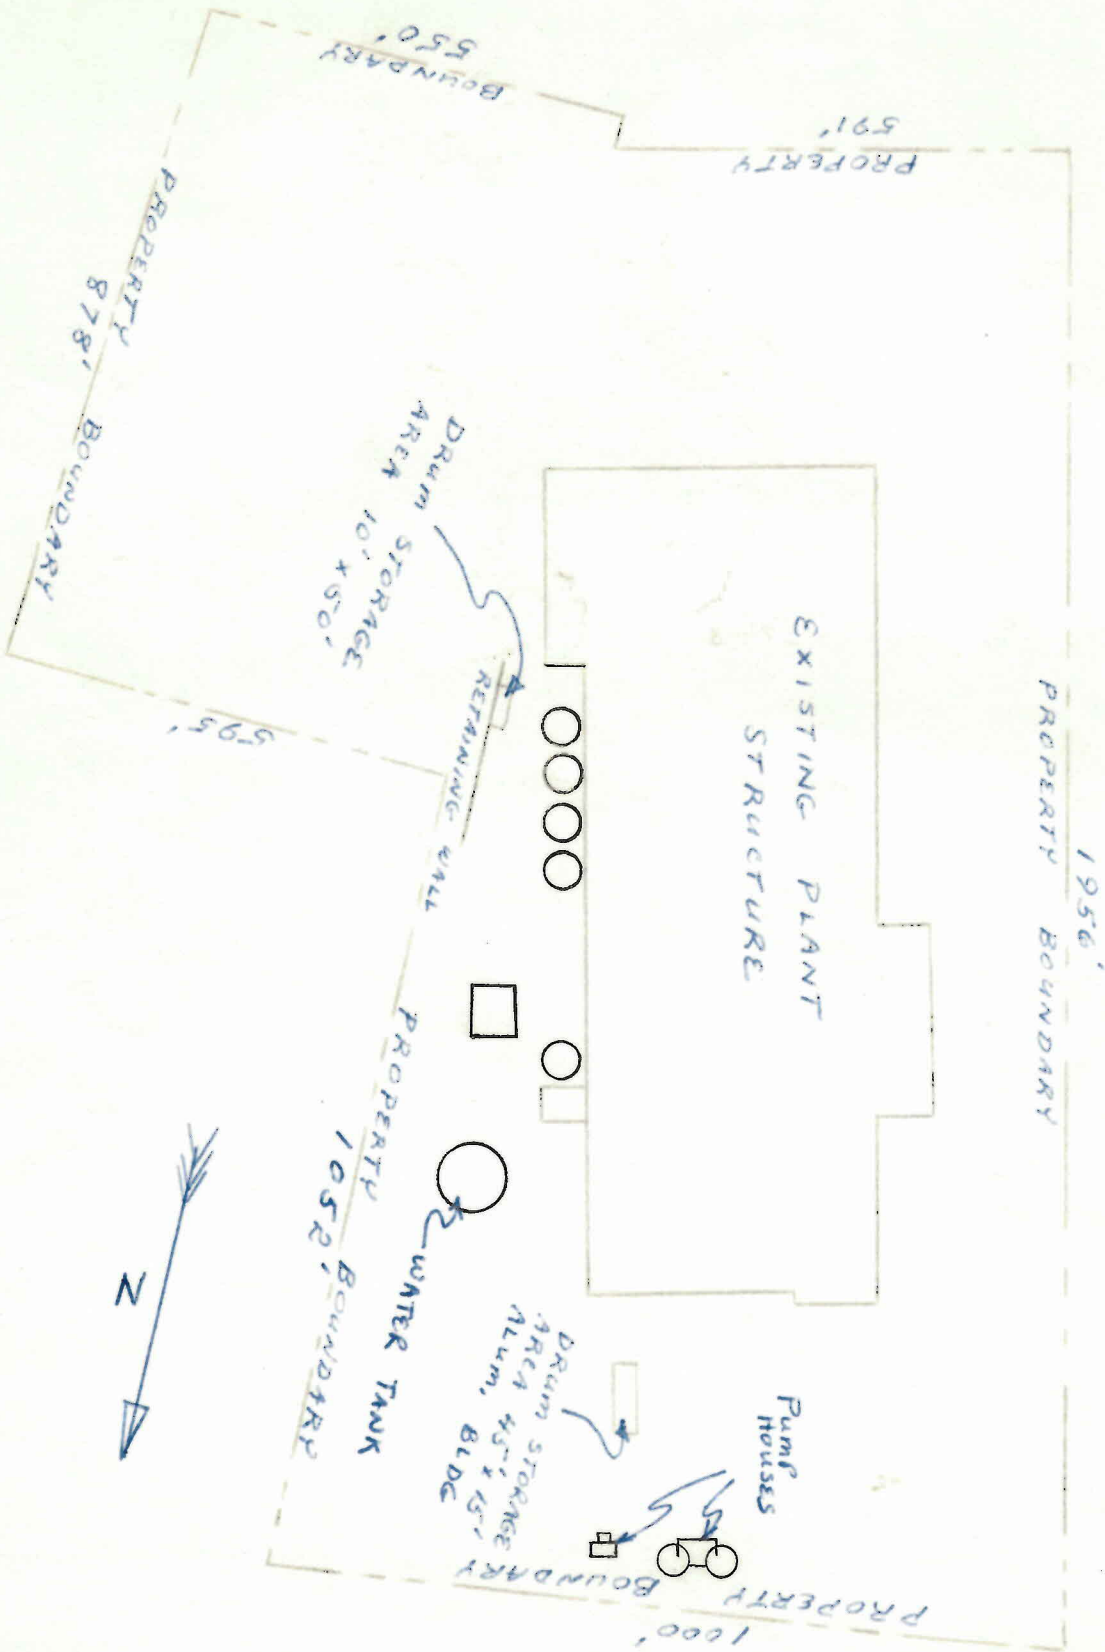 550'
BOUNDARY
591'
PROPERTY
PROPERTY
878' BOUNDARY
DRUM STORAGE
AREA 10' x 50'
595'
RETAINING WALL
EXISTING PLANT
STRUCTURE
1956'
PROPERTY BOUNDARY
PROPERTY BOUNDARY
1052'
WATER TANK
N
DRUM STORAGE
AREA 45' x 15'
ALUM. BLDG
PUMP
HOUSES
PROPERTY BOUNDARY
1000'